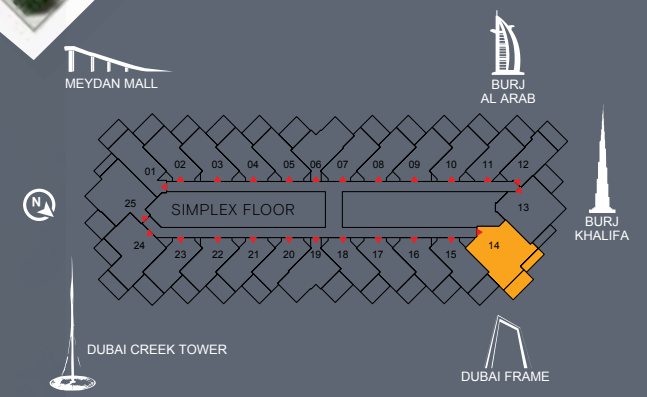 MEYDAN MALL
BURJ
AL ARAB
01 02 03 04 05 06 07 08 09 10 11 12
N
25
SIMPLEX FLOOR
13
BURJ
KHALIFA
24 23 22 21 20 19 18 17 16 15 14
DUBAI CREEK TOWER
DUBAI FRAME